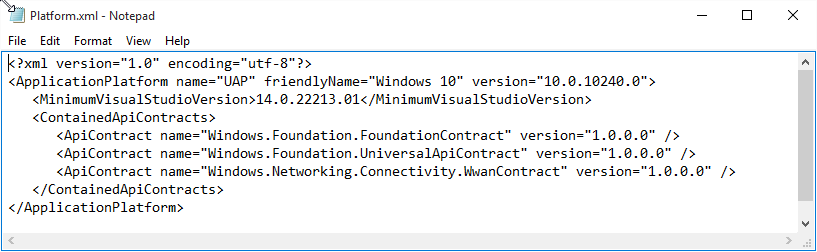 Platform.xml - Notepad
File Edit Format View Help
<?xml version="1.0" encoding="utf-8"?>
<ApplicationPlatform name="UAP" friendlyName="Windows 10" version="10.0.10240.0">
   <MinimumVisualStudioVersion>14.0.22213.01</MinimumVisualStudioVersion>
   <ContainedApiContracts>
      <ApiContract name="Windows.Foundation.FoundationContract" version="1.0.0.0" />
      <ApiContract name="Windows.Foundation.UniversalApiContract" version="1.0.0.0" />
      <ApiContract name="Windows.Networking.Connectivity.WwanContract" version="1.0.0.0" />
   </ContainedApiContracts>
</ApplicationPlatform>